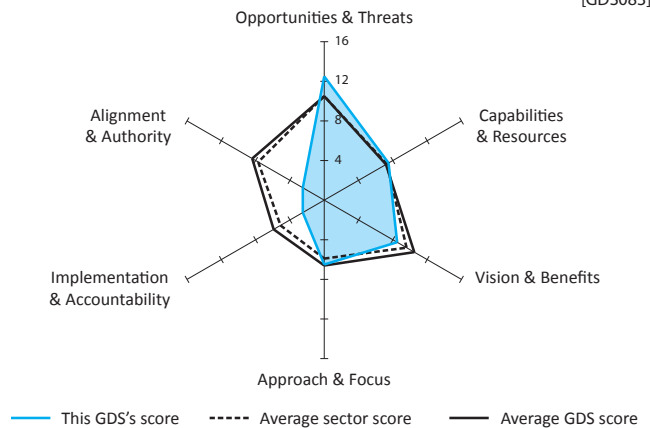 Opportunities & Threats
16
12
8
4
Alignment
& Authority
Capabilities
& Resources
Implementation
& Accountability
Vision & Benefits
Approach & Focus
This GDS's score
Average sector score
Average GDS score